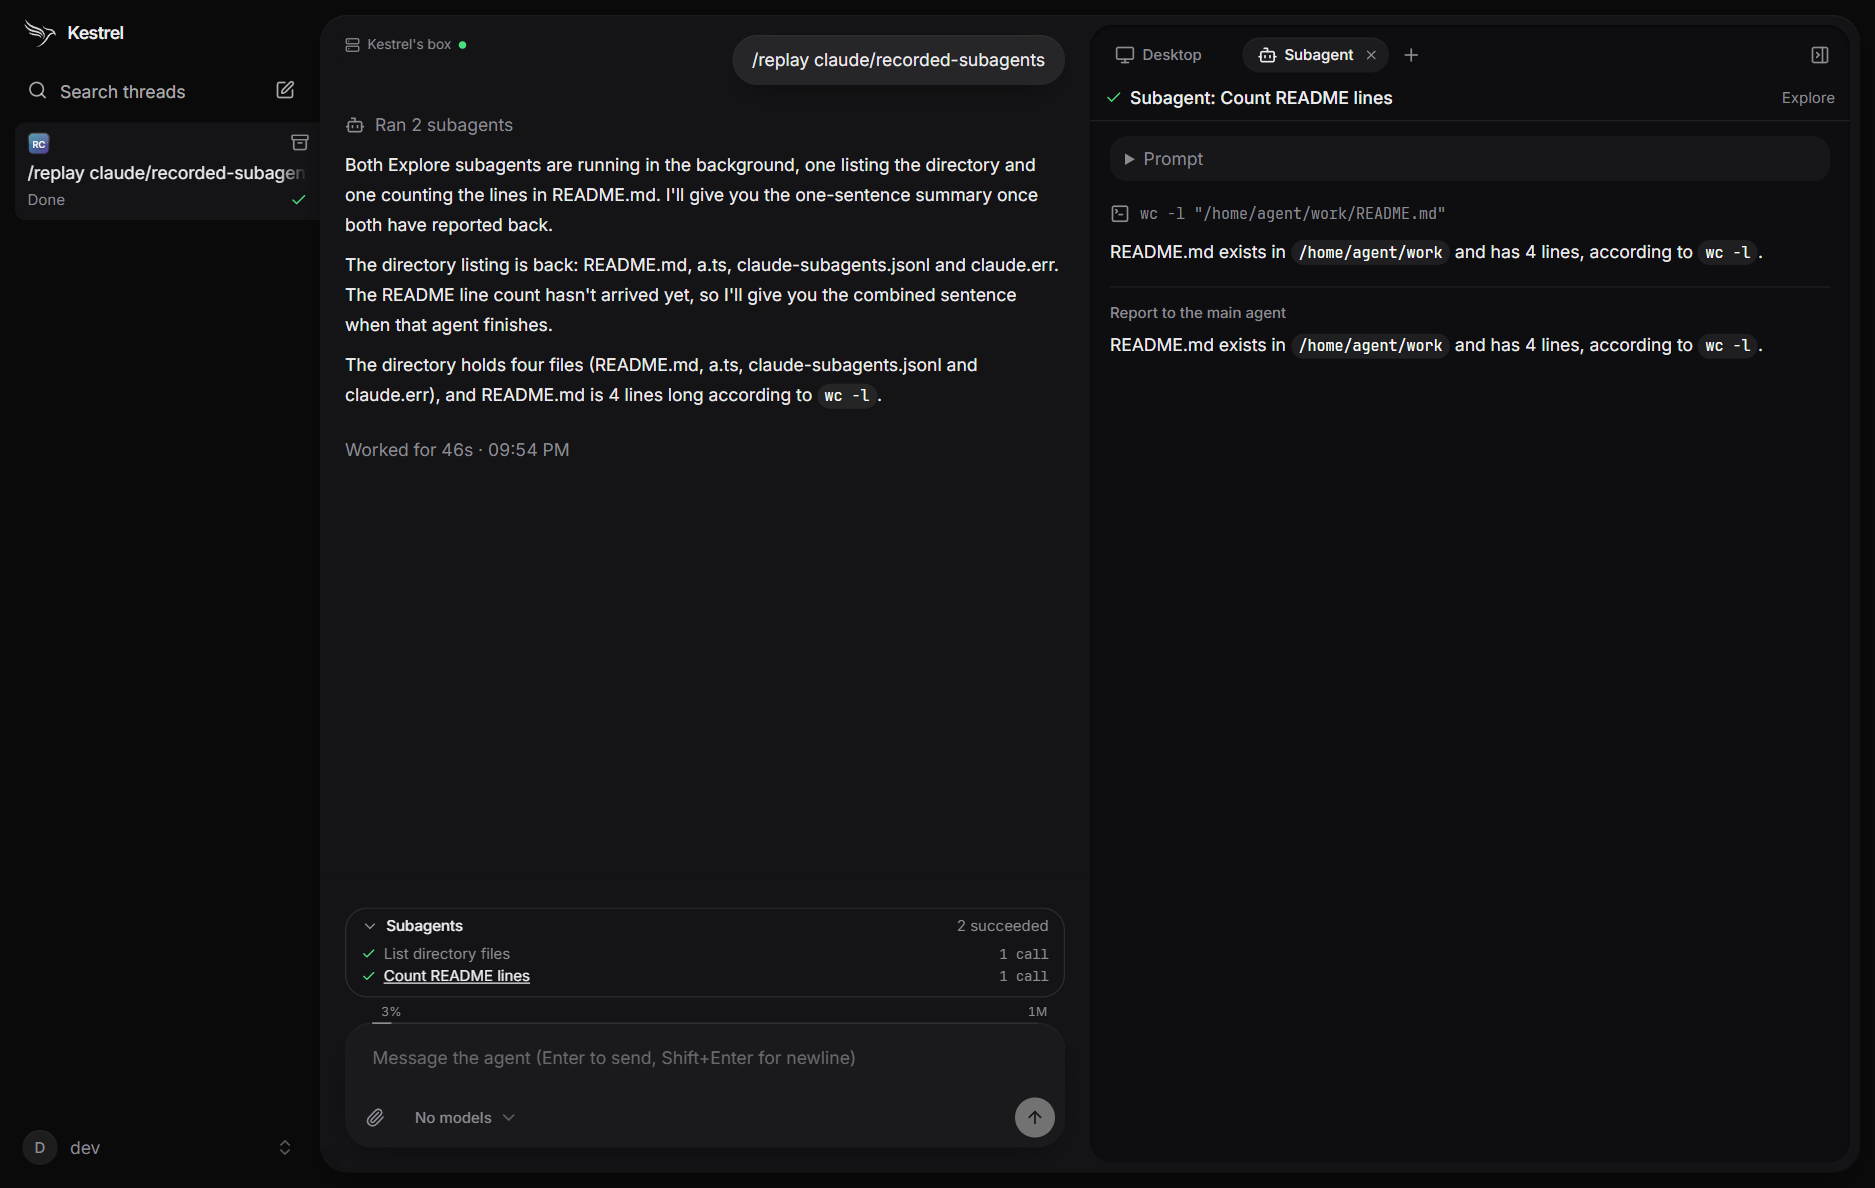 Kestrel
Search threads
RC
/replay claude/recorded-subagen
Done
D
dev
Kestrel's box
/replay claude/recorded-subagents
Ran 2 subagents
Both Explore subagents are running in the background, one listing the directory and
one counting the lines in README.md. I'll give you the one-sentence summary once
both have reported back.
The directory listing is back: README.md, a.ts, claude-subagents.jsonl and claude.err.
The README line count hasn't arrived yet, so I'll give you the combined sentence
when that agent finishes.
The directory holds four files (README.md, a.ts, claude-subagents.jsonl and
claude.err), and README.md is 4 lines long according to wc -l.
Worked for 46s · 09:54 PM
Subagents 2 succeeded
List directory files 1 call
Count README lines 1 call
3% 1M
Message the agent (Enter to send, Shift+Enter for newline)
No models
Desktop
Subagent
Subagent: Count README lines Explore
Prompt
wc -l "/home/agent/work/README.md"
README.md exists in /home/agent/work and has 4 lines, according to wc -l.
Report to the main agent
README.md exists in /home/agent/work and has 4 lines, according to wc -l.